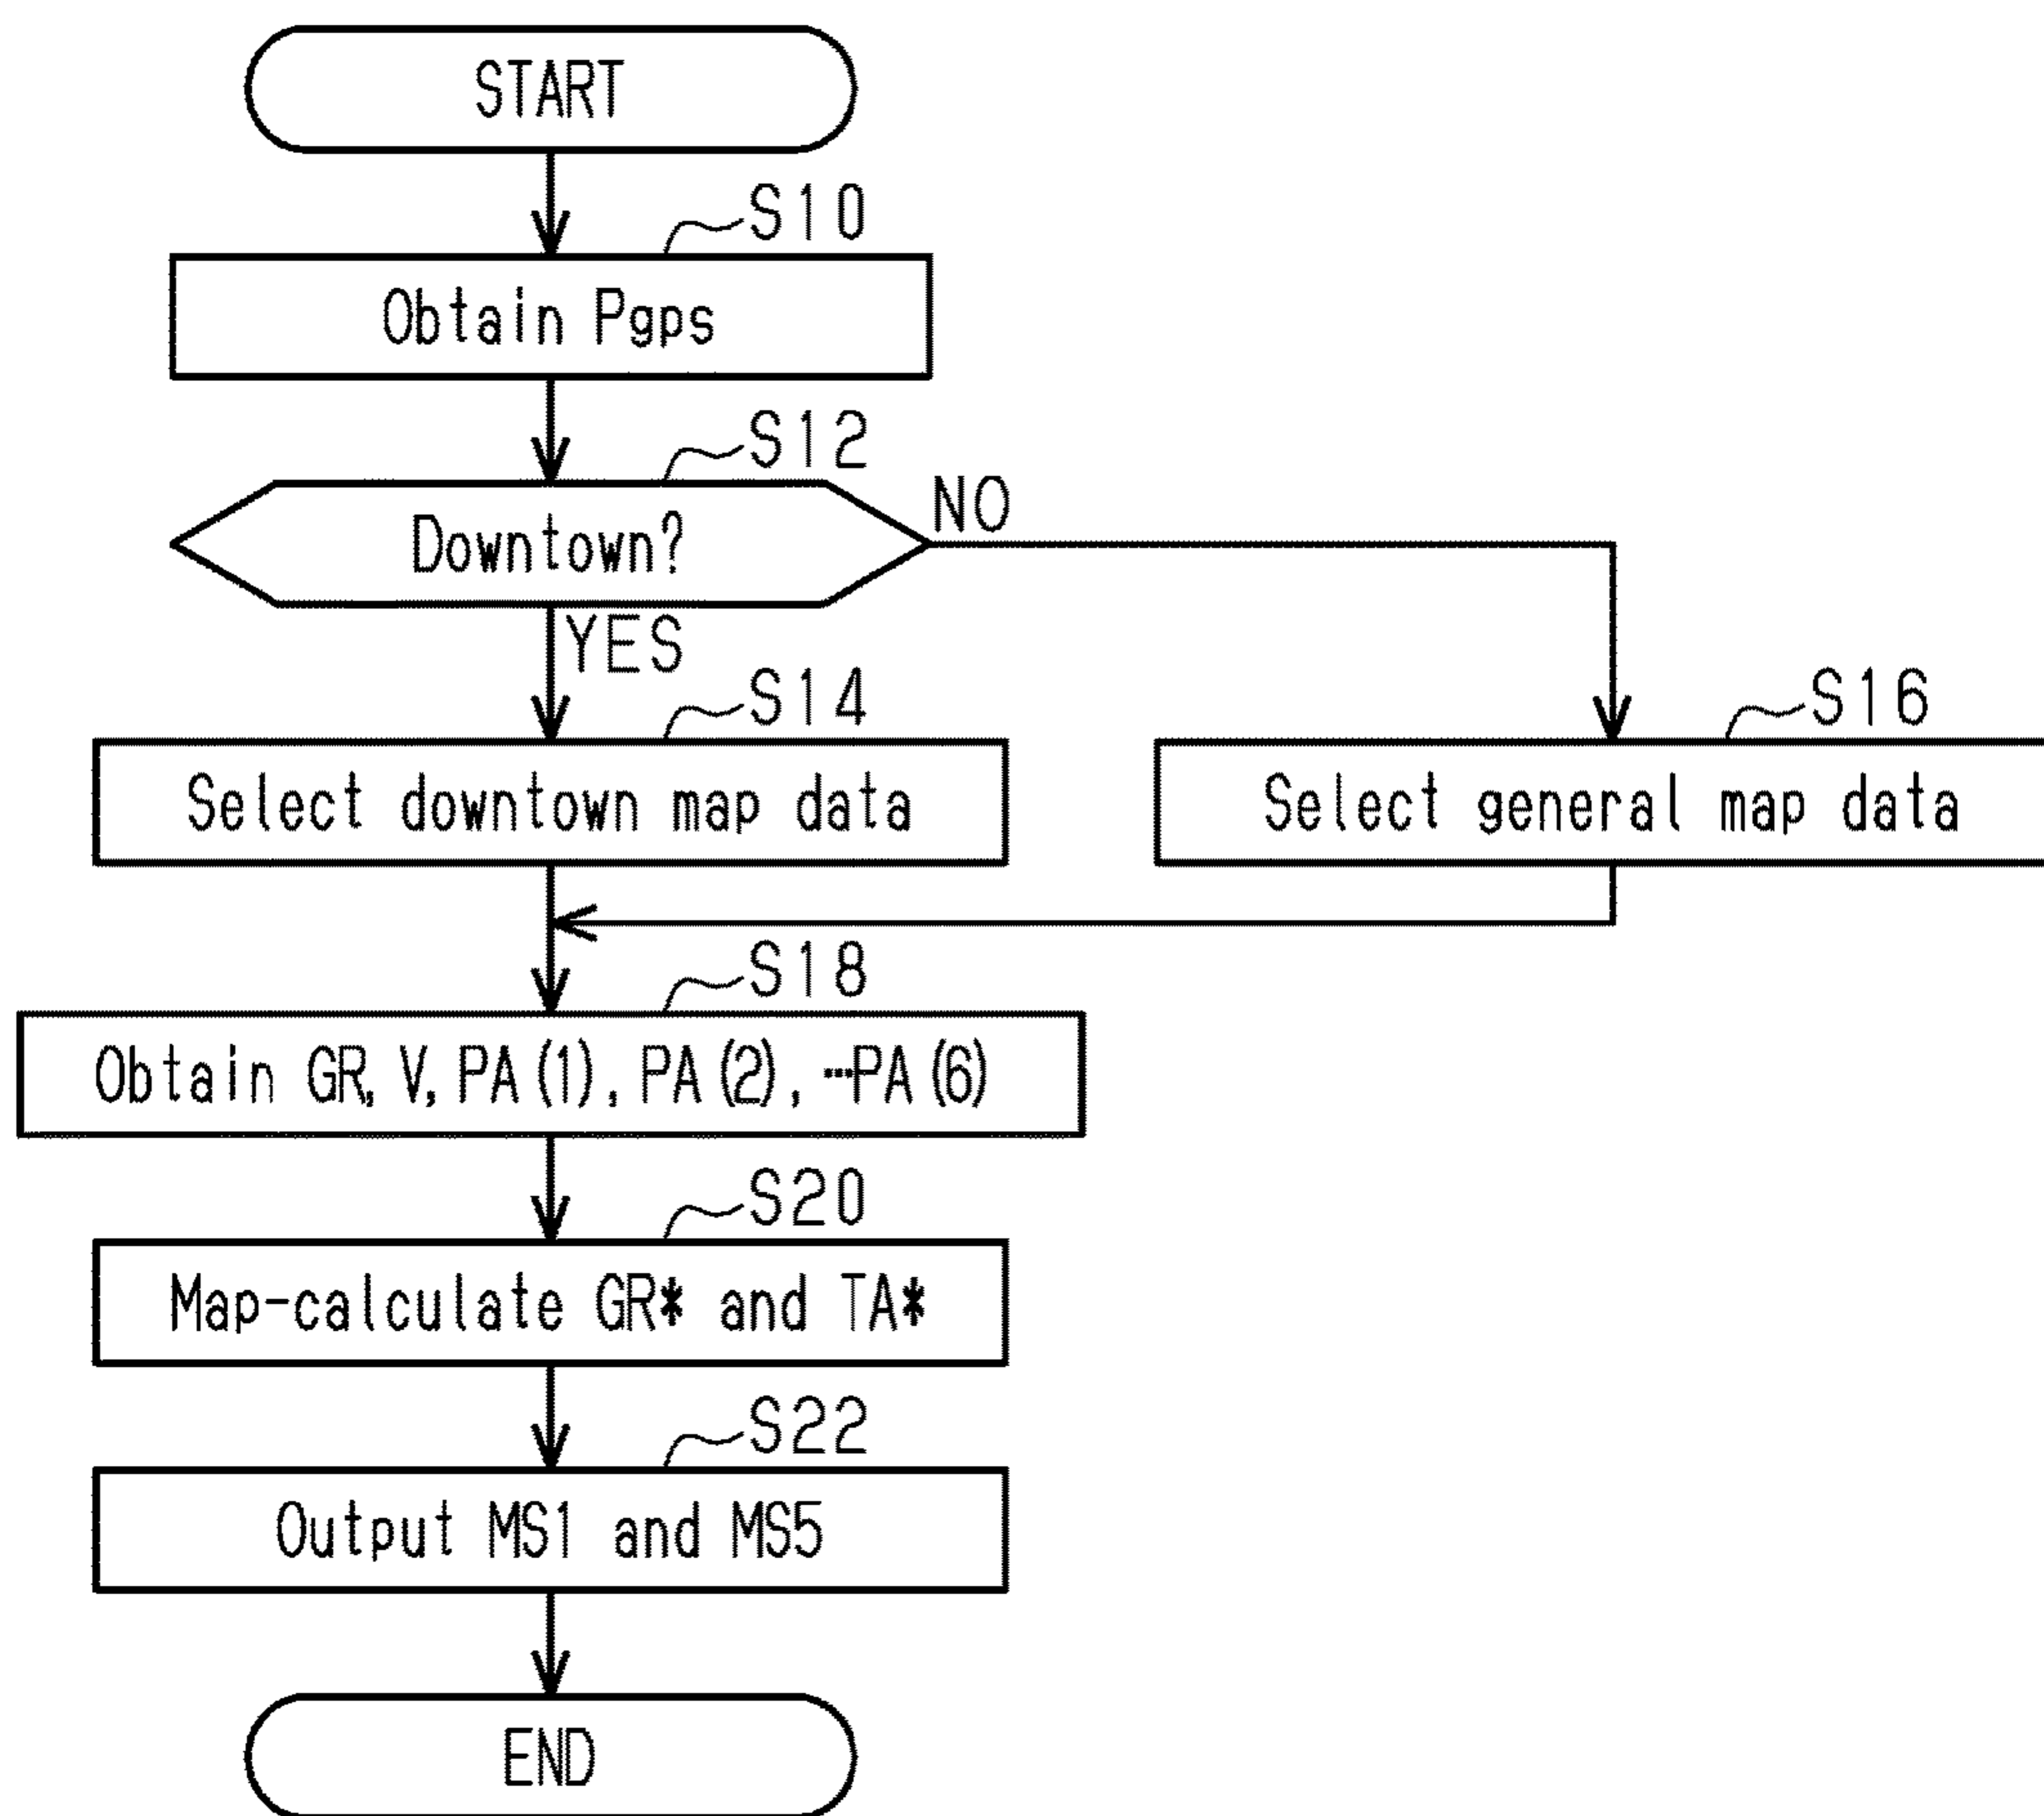 START
S10
Obtain Pgps
S12
Downtown?
NO
YES
S14
Select downtown map data
S16
Select general map data
S18
Obtain GR, V, PA(1), PA(2), …PA(6)
S20
Map-calculate GR* and TA*
S22
Output MS1 and MS5
END